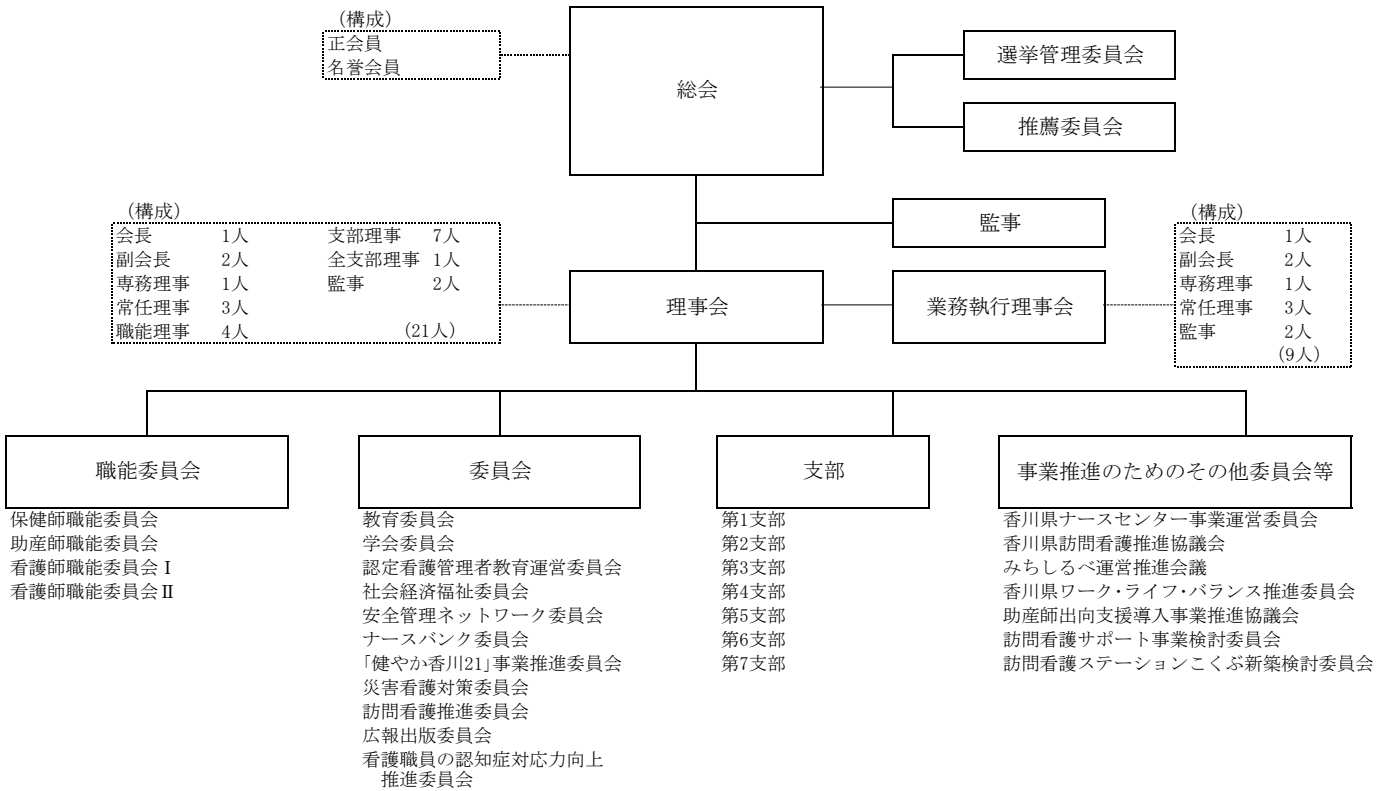 （構成）
正会員
名誉会員
総会
選挙管理委員会
推薦委員会
監事
（構成）
会長 1人 支部理事 7人
副会長 2人 全支部理事 1人
専務理事 1人 監事 2人
常任理事 3人
職能理事 4人 （21人）
理事会
業務執行理事会
（構成）
会長 1人
副会長 2人
専務理事 1人
常任理事 3人
監事 2人
（9人）
職能委員会
保健師職能委員会
助産師職能委員会
看護師職能委員会Ⅰ
看護師職能委員会Ⅱ
委員会
教育委員会
学会委員会
認定看護管理者教育運営委員会
社会経済福祉委員会
安全管理ネットワーク委員会
ナースバンク委員会
｢健やか香川21｣事業推進委員会
災害看護対策委員会
訪問看護推進委員会
広報出版委員会
看護職員の認知症対応力向上
推進委員会
支部
第1支部
第2支部
第3支部
第4支部
第5支部
第6支部
第7支部
事業推進のためのその他委員会等
香川県ナースセンター事業運営委員会
香川県訪問看護推進協議会
みちしるべ運営推進会議
香川県ワーク･ライフ･バランス推進委員会
助産師出向支援導入事業推進協議会
訪問看護サポート事業検討委員会
訪問看護ステーションこくぶ新築検討委員会